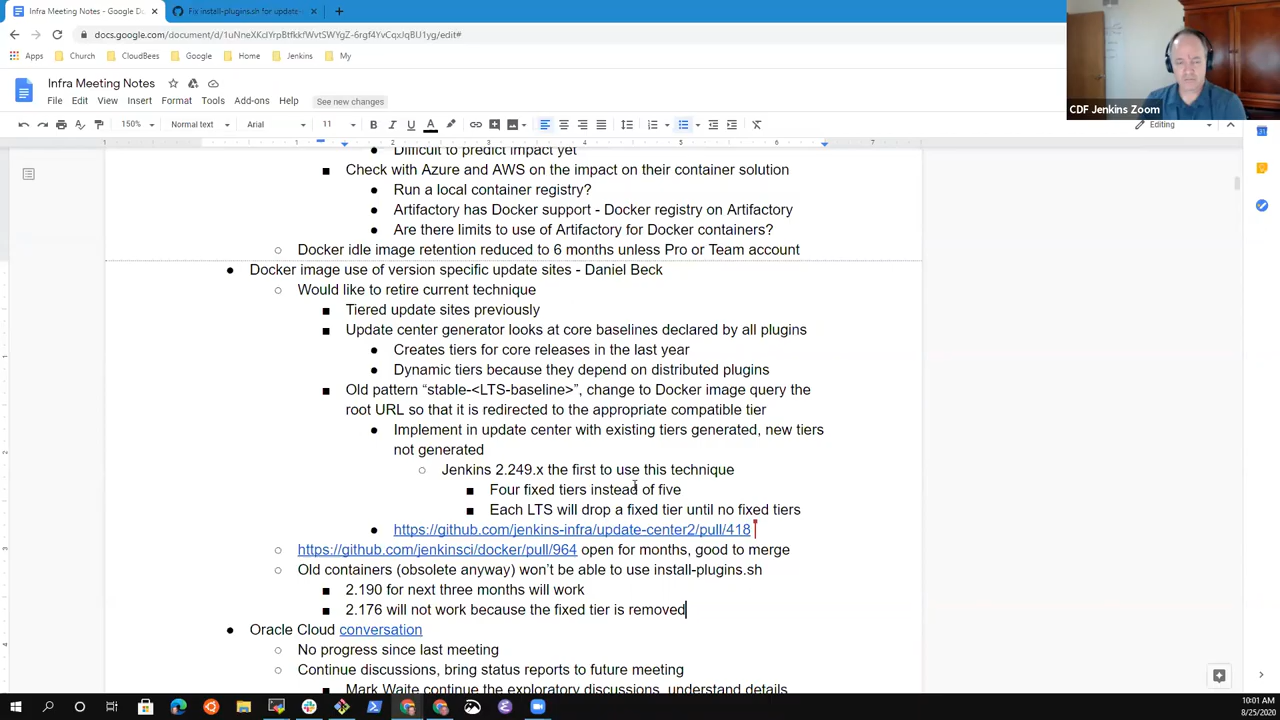 Infra Meeting Notes - Google Do
Fix install-plugins.sh for update-
docs.google.com/document/d/1uNneXKcIYrpBtfkkfWvtSWYgZ-6rgf4YvCqxJqBU1yg/edit#
Apps Church CloudBees Google Home Jenkins My
Infra Meeting Notes
File Edit View Insert Format Tools Add-ons Help See new changes
150% Normal text Arial 11 Editing
CDF Jenkins Zoom
Difficult to predict impact yet
Check with Azure and AWS on the impact on their container solution
Run a local container registry?
Artifactory has Docker support - Docker registry on Artifactory
Are there limits to use of Artifactory for Docker containers?
Docker idle image retention reduced to 6 months unless Pro or Team account
Docker image use of version specific update sites - Daniel Beck
Would like to retire current technique
Tiered update sites previously
Update center generator looks at core baselines declared by all plugins
Creates tiers for core releases in the last year
Dynamic tiers because they depend on distributed plugins
Old pattern “stable-<LTS-baseline>”, change to Docker image query the
root URL so that it is redirected to the appropriate compatible tier
Implement in update center with existing tiers generated, new tiers
not generated
Jenkins 2.249.x the first to use this technique
Four fixed tiers instead of five
Each LTS will drop a fixed tier until no fixed tiers
https://github.com/jenkins-infra/update-center2/pull/418
https://github.com/jenkinsci/docker/pull/964 open for months, good to merge
Old containers (obsolete anyway) won’t be able to use install-plugins.sh
2.190 for next three months will work
2.176 will not work because the fixed tier is removed
Oracle Cloud conversation
No progress since last meeting
Continue discussions, bring status reports to future meeting
Mark Waite continue the exploratory discussions, understand details
10:01 AM
8/25/2020